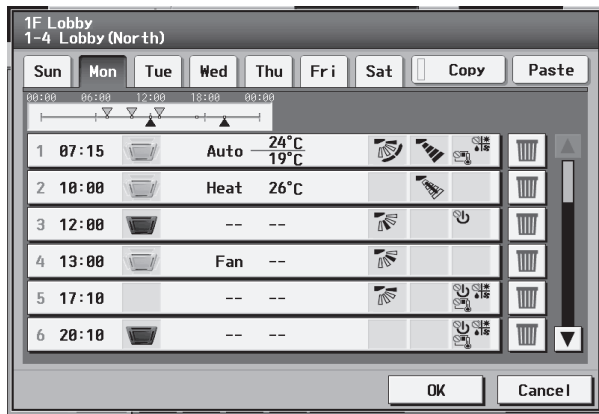 1F Lobby
1-4 Lobby(North)
Sun Mon Tue Wed Thu Fri Sat Copy Paste
00:00 06:00 12:00 18:00 00:00
1 07:15 Auto 24°C
19°C
2 10:00 Heat 26°C
3 12:00 -- --
4 13:00 Fan --
5 17:10 -- --
6 20:10 -- --
OK Cancel